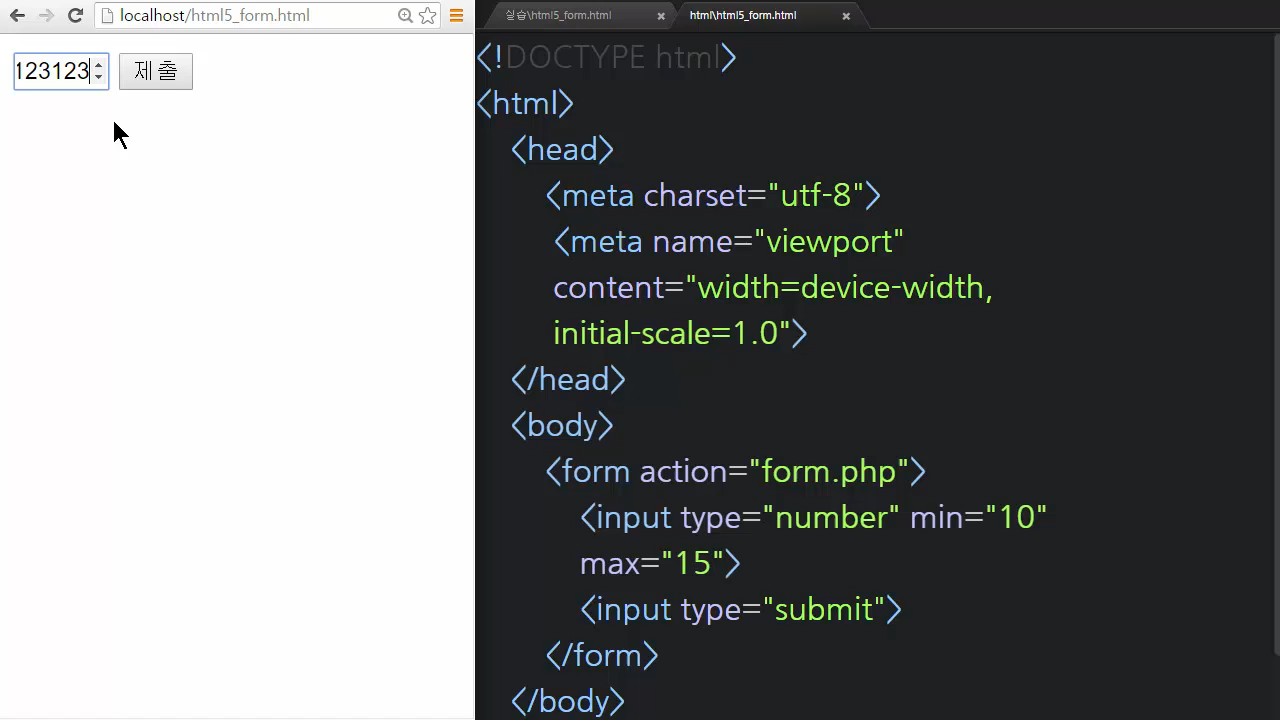 localhost/html5_form.html
실습\html5_form.html
html\html5_form.html
123123
제출
<!DOCTYPE html>
<html>
<head>
<meta charset="utf-8">
<meta name="viewport"
content="width=device-width,
initial-scale=1.0">
</head>
<body>
<form action="form.php">
<input type="number" min="10"
max="15">
<input type="submit">
</form>
</body>